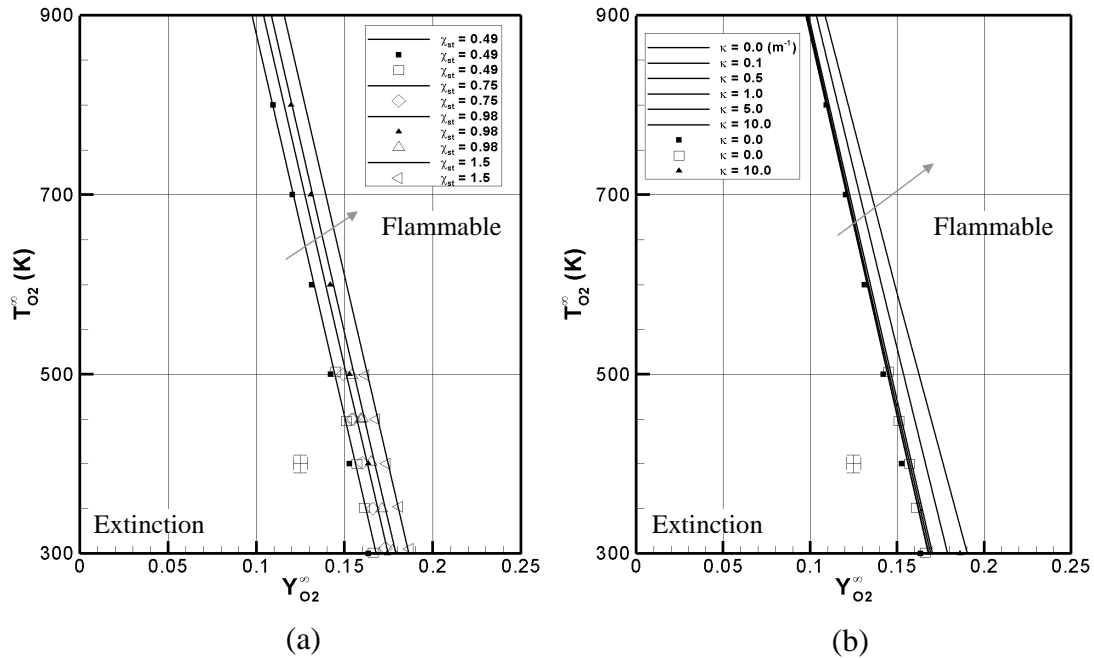 900
700
500
300
T∞O2 (K)
0
0.05
0.1
0.15
0.2
0.25
Y∞O2
χst = 0.49
χst = 0.49
χst = 0.49
χst = 0.75
χst = 0.75
χst = 0.98
χst = 0.98
χst = 0.98
χst = 1.5
χst = 1.5
Flammable
Extinction
(a)
900
700
500
300
T∞O2 (K)
0
0.05
0.1
0.15
0.2
0.25
Y∞O2
κ = 0.0 (m-1)
κ = 0.1
κ = 0.5
κ = 1.0
κ = 5.0
κ = 10.0
κ = 0.0
κ = 0.0
κ = 10.0
Flammable
Extinction
(b)